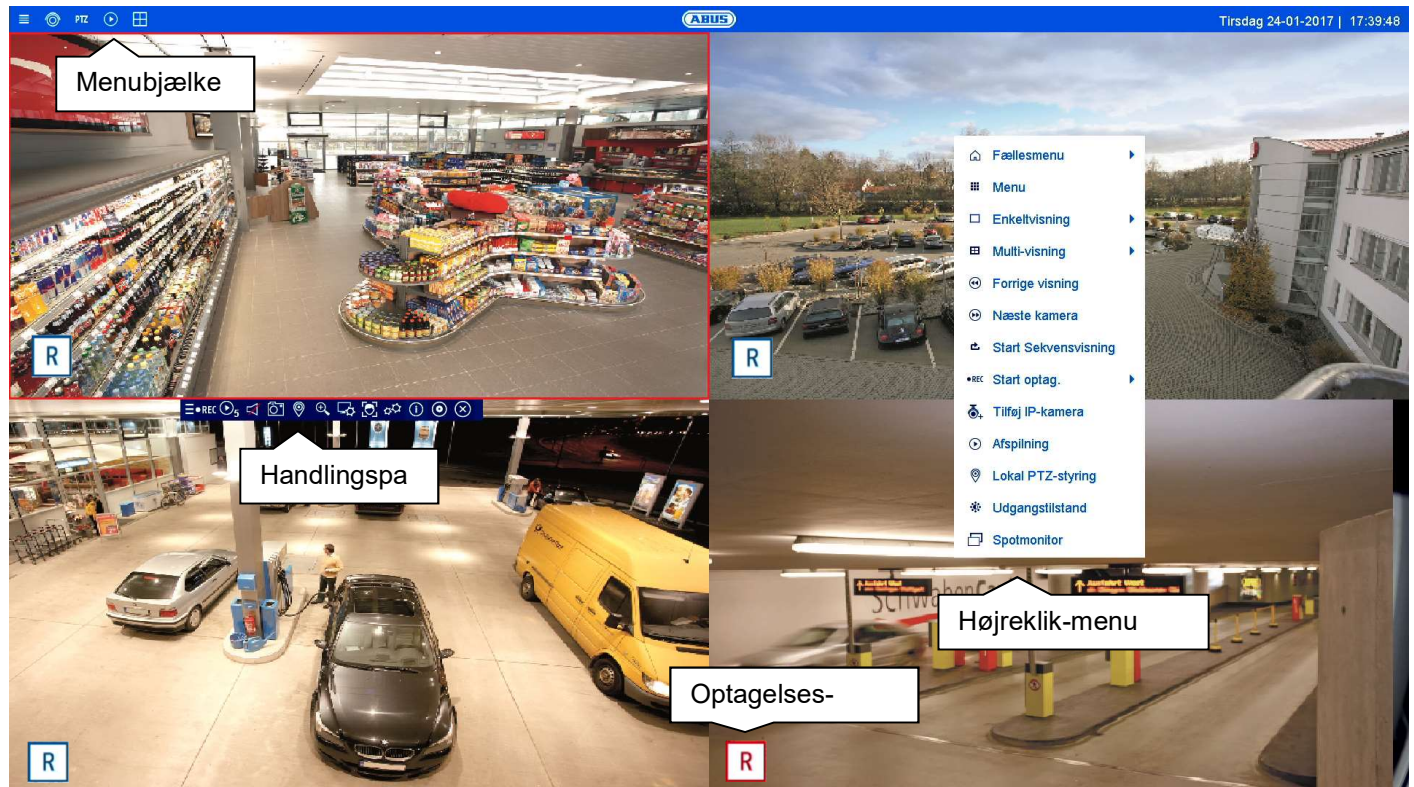 PTZ
ABUS
Tirsdag 24-01-2017 | 17:39:48
Menubjælke
Fællesmenu
Menu
Enkeltvisning
Multi-visning
Forrige visning
Næste kamera
Start Sekvensvisning
REC Start optag.
Tilføj IP-kamera
Afspilning
Lokal PTZ-styring
Udgangstilstand
Spotmonitor
R
R
REC 5
Handlingspa
Højreklik-menu
Optagelses-
R
R